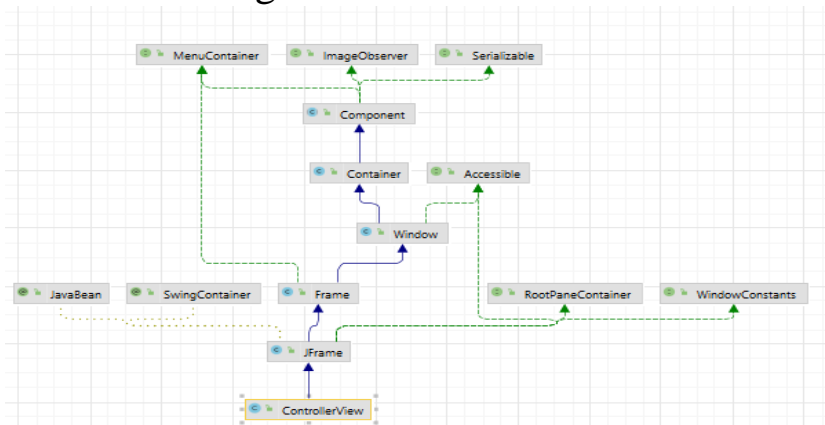 MenuContainer ImageObserver Serializable
Component
Container Accessible
Window
JavaBean SwingContainer Frame RootPaneContainer WindowConstants
JFrame
ControllerView